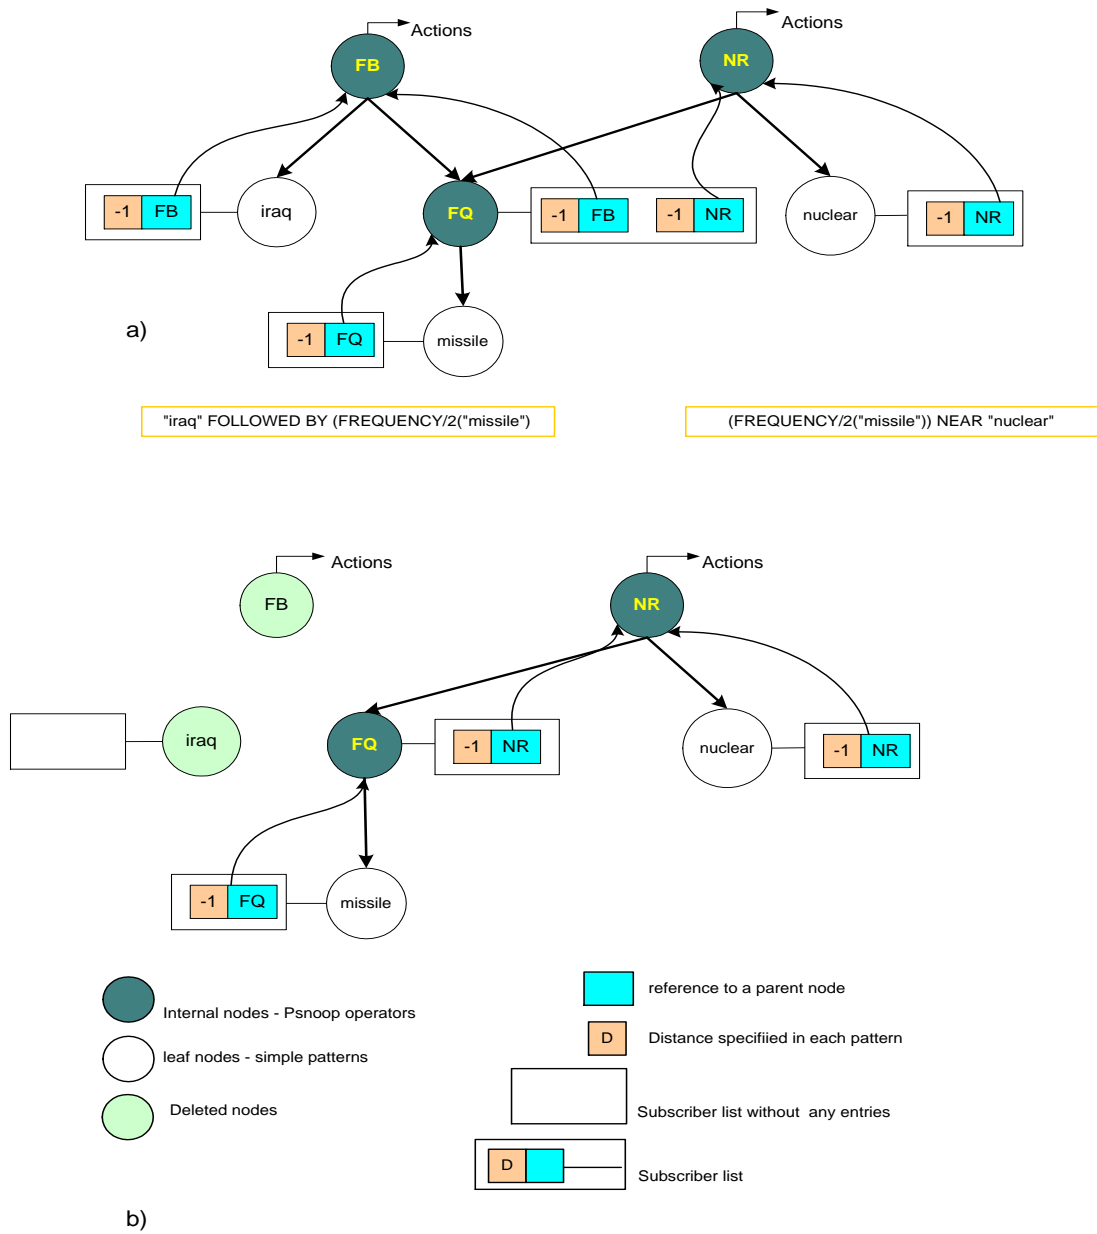 Actions
Actions
FB
NR
-1 FB
iraq
FQ
-1 FB
-1 NR
nuclear
-1 NR
-1 FQ
missile
a)
"iraq" FOLLOWED BY (FREQUENCY/2("missile")
(FREQUENCY/2("missile")) NEAR "nuclear"
Actions
Actions
FB
NR
iraq
FQ
-1 NR
nuclear
-1 NR
-1 FQ
missile
Internal nodes - Psnoop operators
leaf nodes - simple patterns
Deleted nodes
reference to a parent node
D
Distance specifiied in each pattern
Subscriber list without any entries
D
Subscriber list
b)